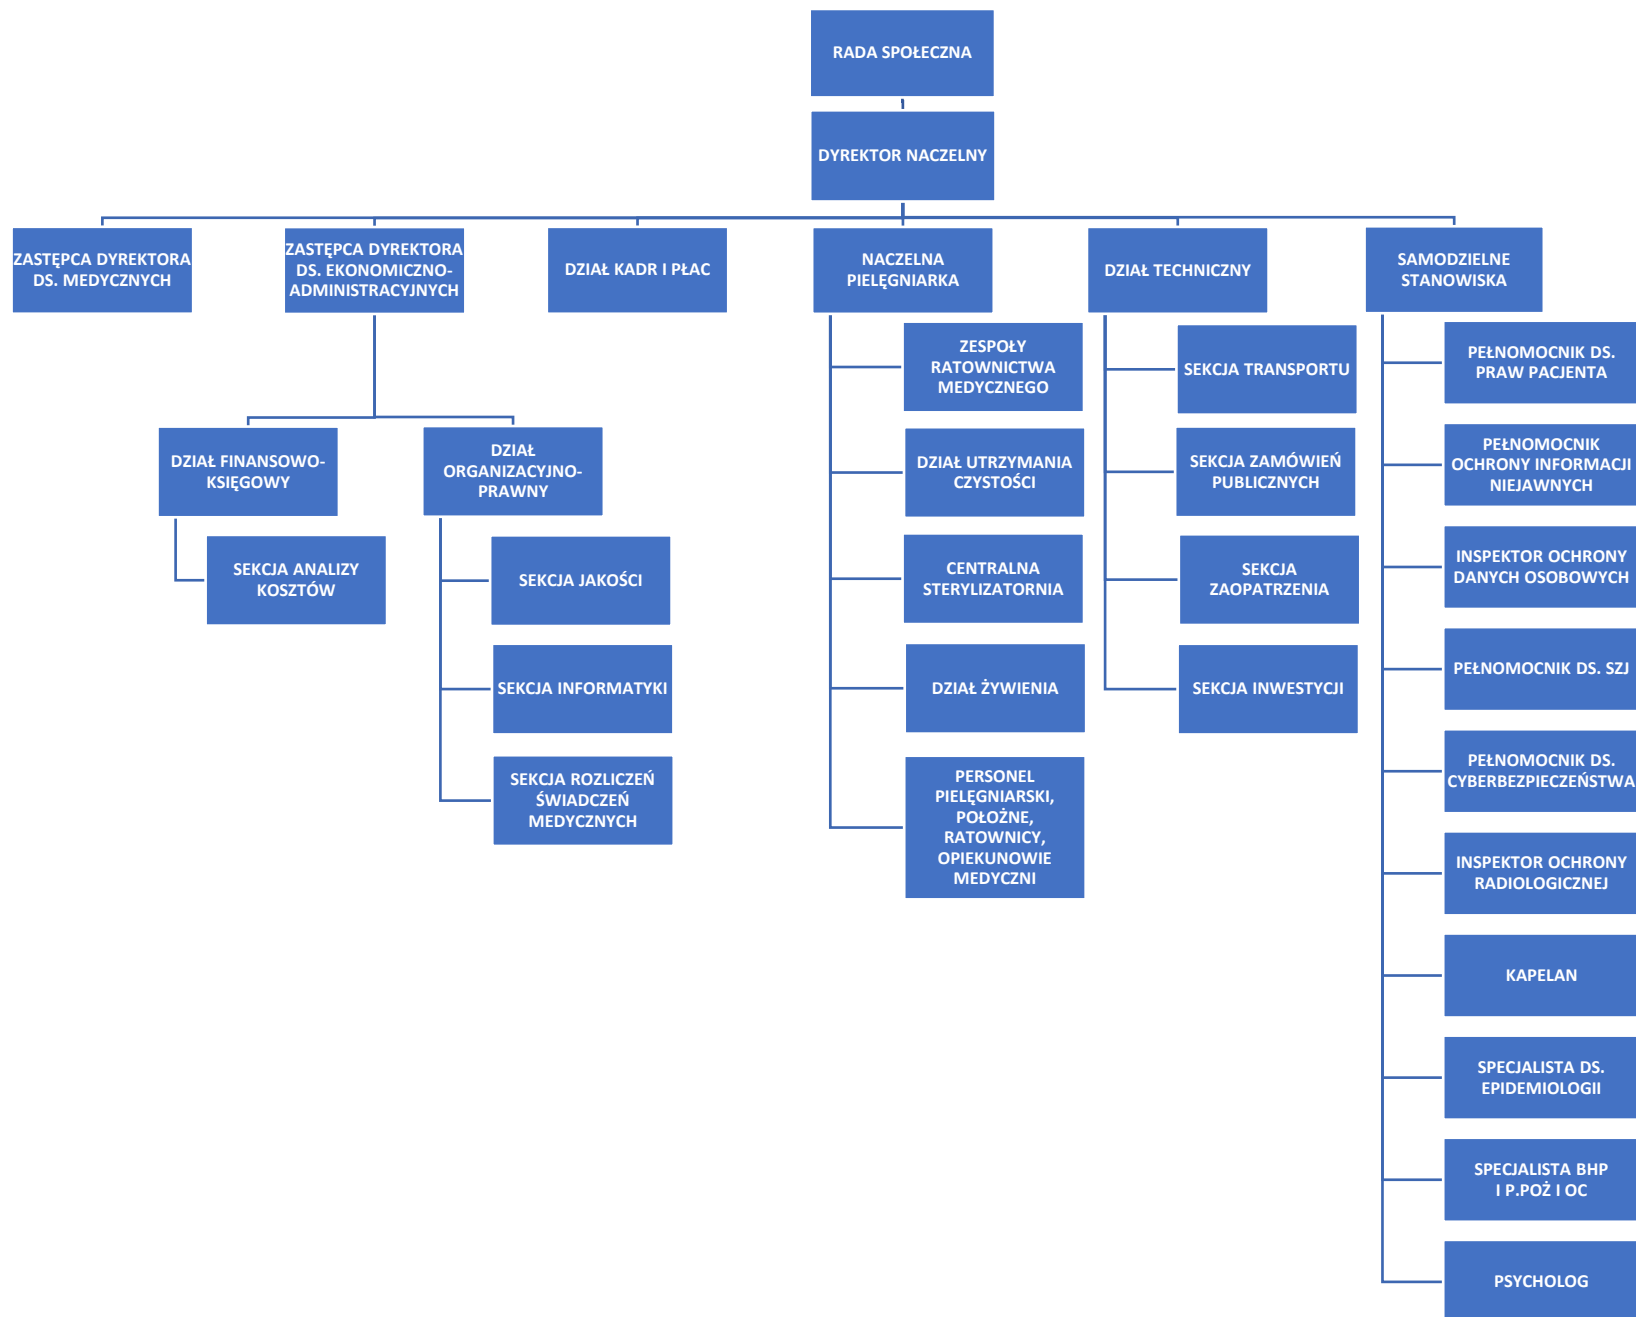 RADA SPOŁECZNA
DYREKTOR NACZELNY
ZASTĘPCA DYREKTORA
DS. MEDYCZNYCH
ZASTĘPCA DYREKTORA
DS. EKONOMICZNO-
ADMINISTRACYJNYCH
DZIAŁ KADR I PŁAC
NACZELNA
PIELĘGNIARKA
DZIAŁ TECHNICZNY
SAMODZIELNE
STANOWISKA
DZIAŁ FINANSOWO-
KSIĘGOWY
SEKCJA ANALIZY
KOSZTÓW
DZIAŁ
ORGANIZACYJNO-
PRAWNY
SEKCJA JAKOŚCI
SEKCJA INFORMATYKI
SEKCJA ROZLICZEŃ
ŚWIADCZEŃ
MEDYCZNYCH
ZESPOŁY
RATOWNICTWA
MEDYCZNEGO
DZIAŁ UTRZYMANIA
CZYSTOŚCI
CENTRALNA
STERYLIZATORNIA
DZIAŁ ŻYWIENIA
PERSONEL
PIELĘGNIARSKI,
POŁOŻNE,
RATOWNICY,
OPIEKUNOWIE
MEDYCZNI
SEKCJA TRANSPORTU
SEKCJA ZAMÓWIEŃ
PUBLICZNYCH
SEKCJA
ZAOPATRZENIA
SEKCJA INWESTYCJI
PEŁNOMOCNIK DS.
PRAW PACJENTA
PEŁNOMOCNIK
OCHRONY INFORMACJI
NIEJAWNYCH
INSPEKTOR OCHRONY
DANYCH OSOBOWYCH
PEŁNOMOCNIK DS. SZJ
PEŁNOMOCNIK DS.
CYBERBEZPIECZEŃSTWA
INSPEKTOR OCHRONY
RADIOLOGICZNEJ
KAPELAN
SPECJALISTA DS.
EPIDEMIOLOGII
SPECJALISTA BHP
I P.POŻ I OC
PSYCHOLOG